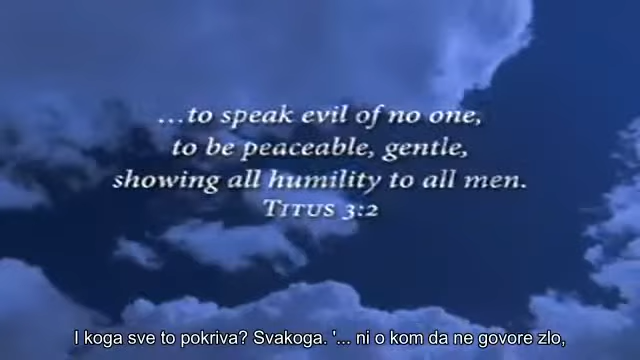 ...to speak evil of no one,
to be peaceable, gentle,
showing all humility to all men.
TITUS 3:2
I koga sve to pokriva? Svakoga. '... ni o kom da ne govore zlo,